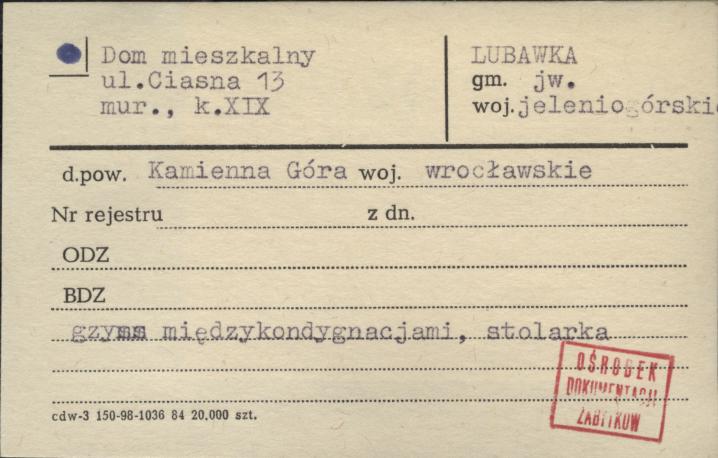 Dom mieszkalny
ul.Ciasna 13
mur., k.XIX
LUBAWKA
gm. jw.
woj. jeleniogórskie
d.pow. Kamienna Góra woj. wrocławskie
Nr rejestru z dn.
ODZ
BDZ
gzyms międzykondygnacjami, stolarka
OŚRODEK
DOKUMENTACJI
ZABYTKÓW
cdw-3 150-98-1036 84 20.000 szt.